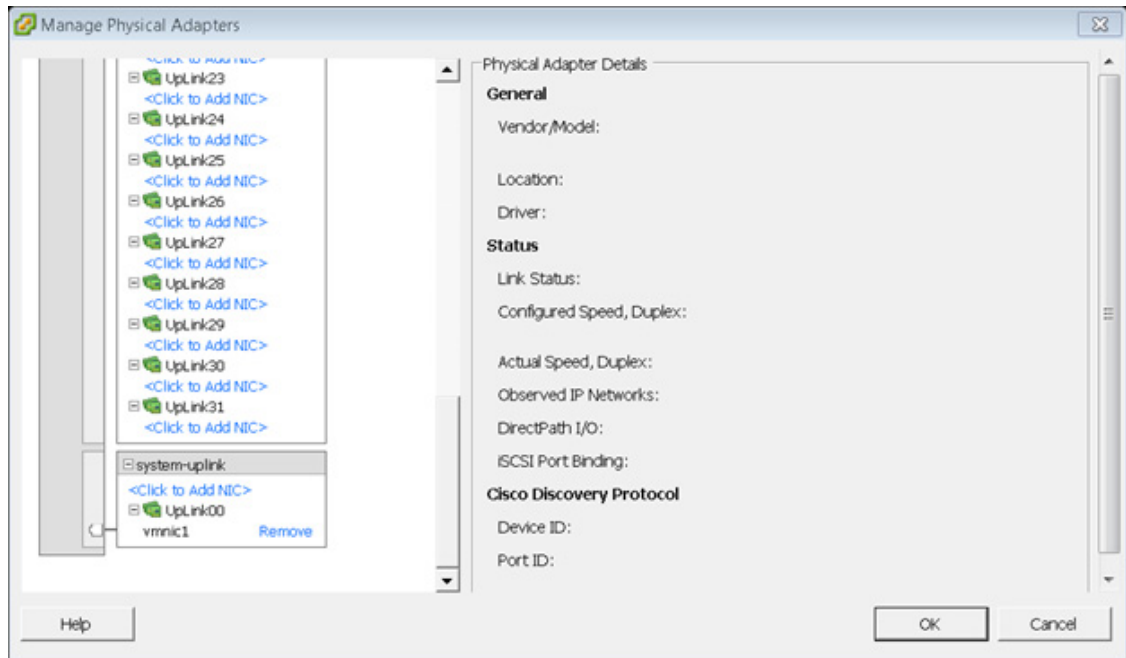 Manage Physical Adapters
<Click to Add NIC>
UpLink23
<Click to Add NIC>
UpLink24
<Click to Add NIC>
UpLink25
<Click to Add NIC>
UpLink26
<Click to Add NIC>
UpLink27
<Click to Add NIC>
UpLink28
<Click to Add NIC>
UpLink29
<Click to Add NIC>
UpLink30
<Click to Add NIC>
UpLink31
<Click to Add NIC>
system-uplink
<Click to Add NIC>
UpLink00
vmnic1 Remove
Physical Adapter Details
General
Vendor/Model:
Location:
Driver:
Status
Link Status:
Configured Speed, Duplex:
Actual Speed, Duplex:
Observed IP Networks:
DirectPath I/O:
iSCSI Port Binding:
Cisco Discovery Protocol
Device ID:
Port ID:
Help OK Cancel